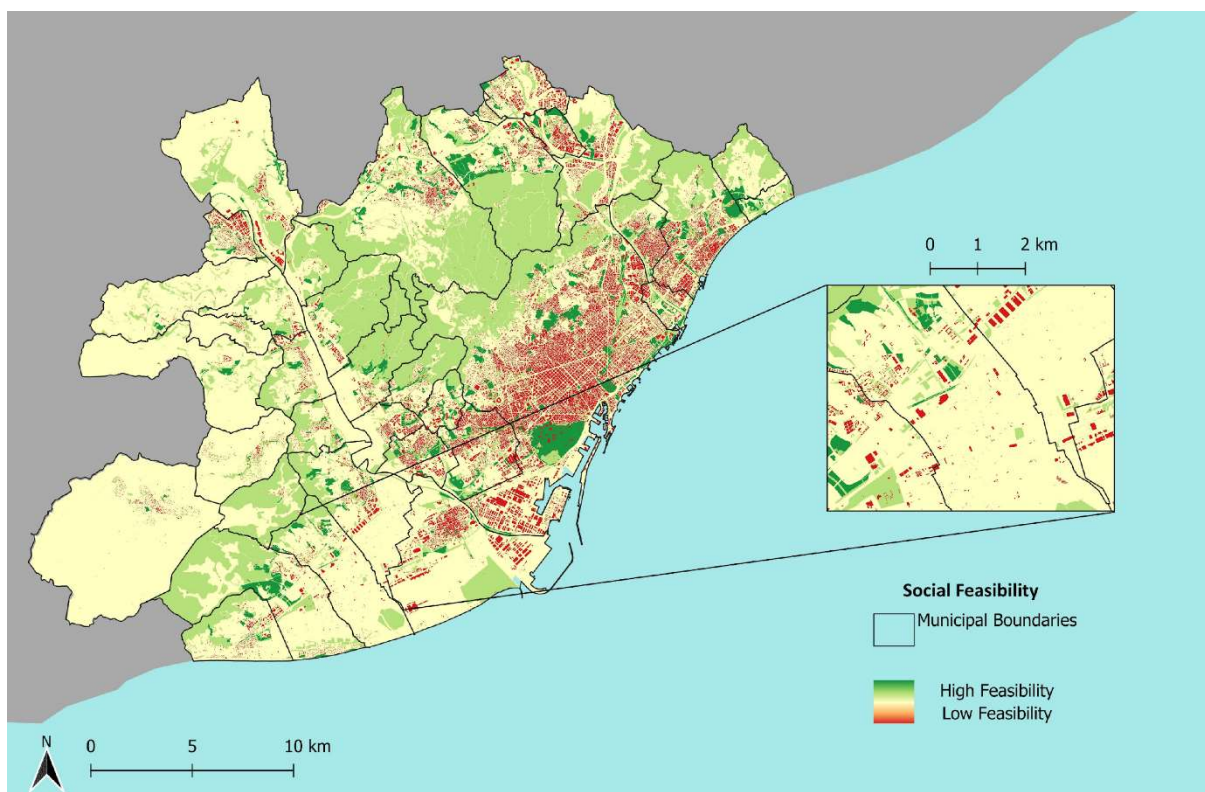 0 1 2 km
Social Feasibility
Municipal Boundaries
High Feasibility
Low Feasibility
N
0 5 10 km